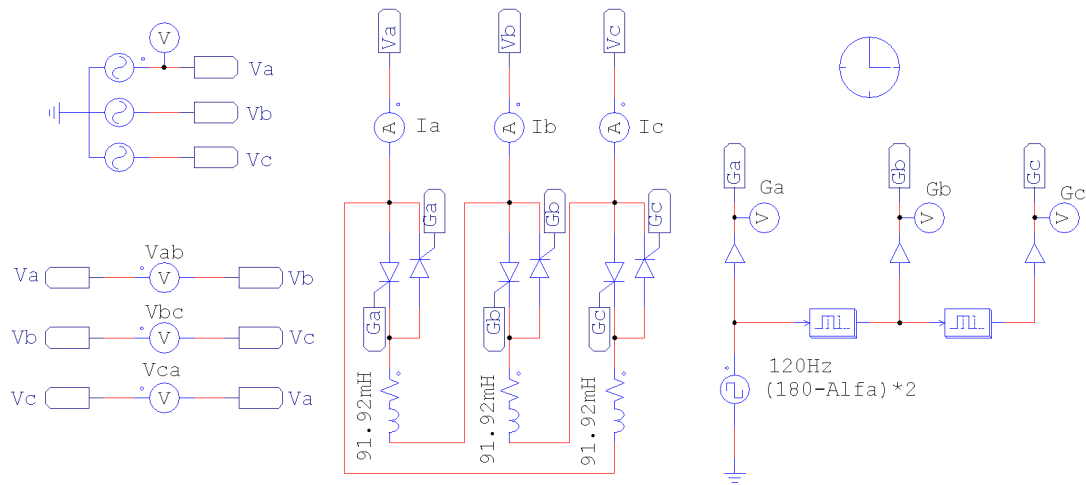 V
Va
Vb
Vc
Va
Vb
Vc
A
Ia
A
Ib
A
Ic
Ga
Gb
Gc
Ga
Gb
Gc
91.92mH
91.92mH
91.92mH
Vab
Va
V
Vb
Vbc
Vb
V
Vc
Vca
Vc
V
Va
Ga
Ga
V
Gb
Gb
V
Gc
Gc
V
120Hz
(180-Alfa)*2